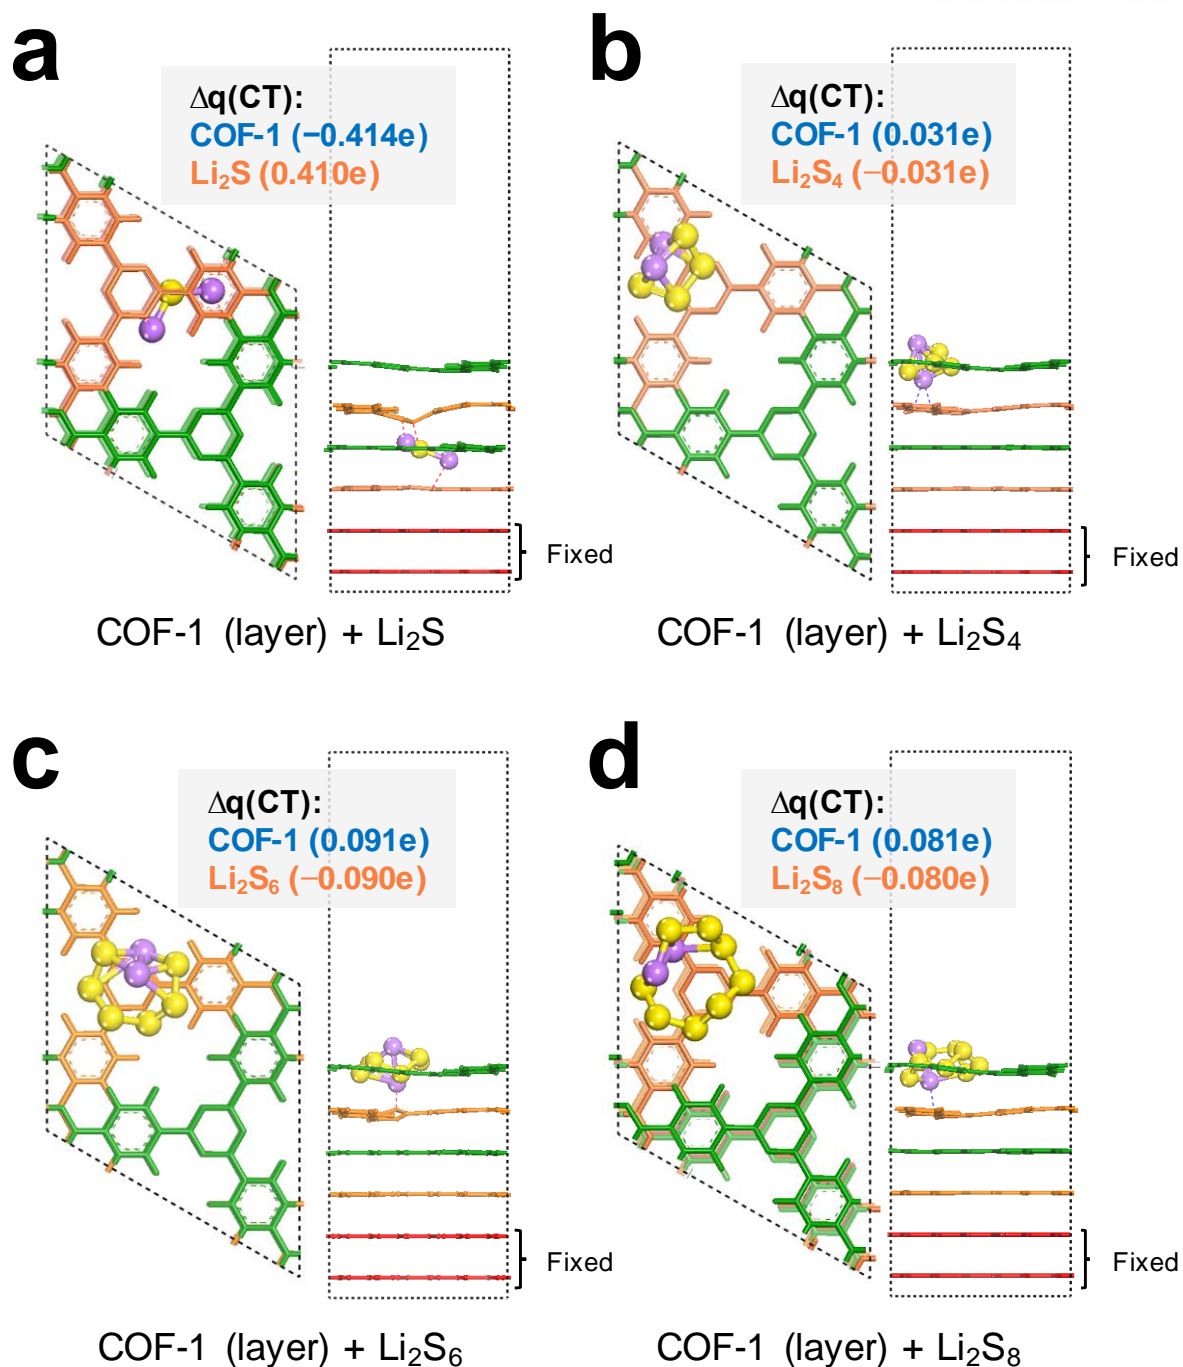 a
Δq(CT):
COF-1 (−0.414e)
Li₂S (0.410e)
Fixed
COF-1 (layer) + Li₂S
b
Δq(CT):
COF-1 (0.031e)
Li₂S₄ (−0.031e)
Fixed
COF-1 (layer) + Li₂S₄
c
Δq(CT):
COF-1 (0.091e)
Li₂S₆ (−0.090e)
Fixed
COF-1 (layer) + Li₂S₆
d
Δq(CT):
COF-1 (0.081e)
Li₂S₈ (−0.080e)
Fixed
COF-1 (layer) + Li₂S₈